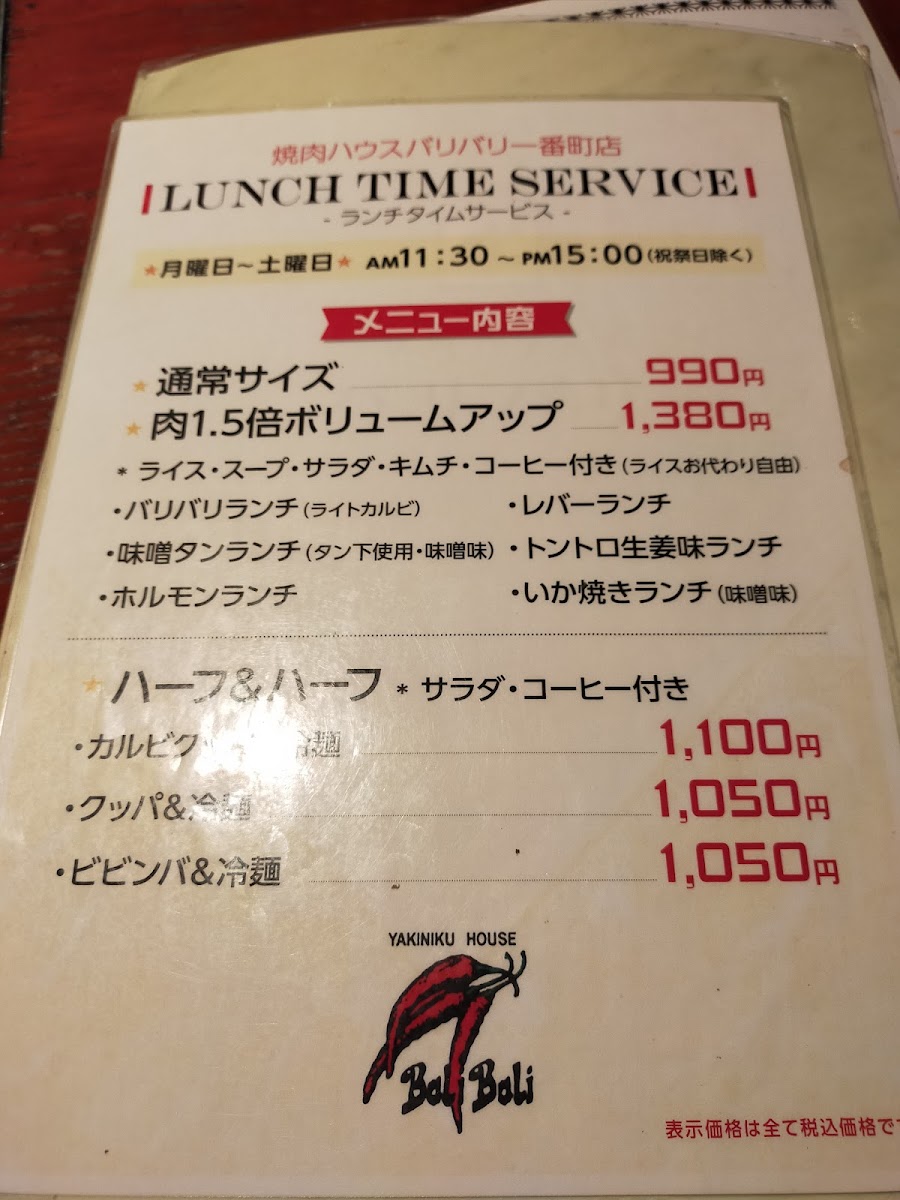 焼肉ハウスバリバリ一番町店
LUNCH TIME SERVICE
- ランチタイムサービス -
★月曜日～土曜日★ AM11:30 ～ PM15:00(祝祭日除く)
メニュー内容
★ 通常サイズ 990円
★ 肉1.5倍ボリュームアップ 1,380円
* ライス・スープ・サラダ・キムチ・コーヒー付き(ライスお代わり自由)
・バリバリランチ(ライトカルビ) ・レバーランチ
・味噌タンランチ(タン下使用・味噌味) ・トントロ生姜味ランチ
・ホルモンランチ ・いか焼きランチ(味噌味)
★ ハーフ&ハーフ * サラダ・コーヒー付き
・カルビク 冷麺 1,100円
・クッパ&冷麺 1,050円
・ビビンバ&冷麺 1,050円
YAKINIKU HOUSE
Bali Bali
表示価格は全て税込価格で